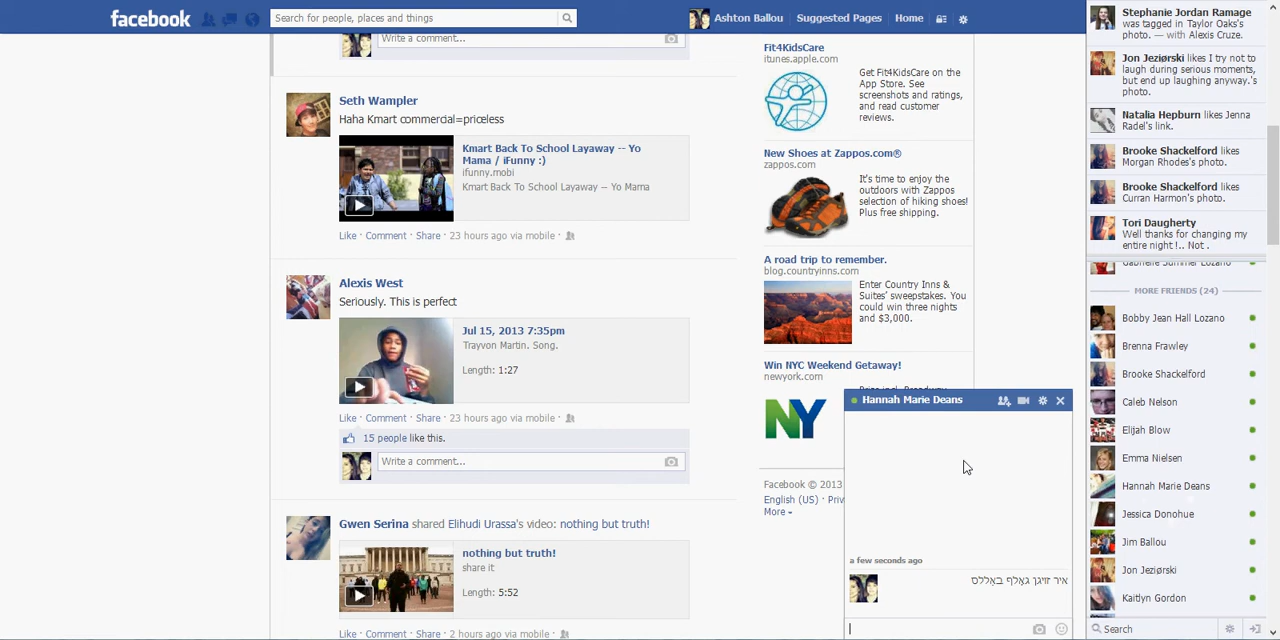 facebook
Search for people, places and things
Ashton Ballou
Suggested Pages
Home
Write a comment...
Seth Wampler
Haha Kmart commercial=priceless
Kmart Back To School Layaway -- Yo
Mama / iFunny :)
ifunny.mobi
Kmart Back To School Layaway -- Yo Mama
Like · Comment · Share · 23 hours ago via mobile ·
Alexis West
Seriously. This is perfect
Jul 15, 2013 7:35pm
Trayvon Martin. Song.
Length: 1:27
Like · Comment · Share · 23 hours ago via mobile ·
15 people like this.
Write a comment...
Gwen Serina shared Elihudi Urassa's video: nothing but truth!
nothing but truth!
share it
Length: 5:52
Like · Comment · Share · 2 hours ago via mobile ·
Fit4KidsCare
itunes.apple.com
Get Fit4KidsCare on the
App Store. See
screenshots and ratings,
and read customer
reviews.
New Shoes at Zappos.com®
zappos.com
It's time to enjoy the
outdoors with Zappos
selection of hiking shoes!
Plus free shipping.
A road trip to remember.
blog.countryinns.com
Enter Country Inns &
Suites' sweepstakes. You
could win three nights
and $3,000.
Win NYC Weekend Getaway!
newyork.com
NY
Facebook © 2013
English (US) · Priv
More
Hannah Marie Deans
a few seconds ago
איר זויגן גאָלף באַללס
Stephanie Jordan Ramage
was tagged in Taylor Oaks's
photo. — with Alexis Cruze.
Jon Jeziørski likes I try not to
laugh during serious moments,
but end up laughing anyway.'s
photo.
Natalia Hepburn likes Jenna
Radel's link.
Brooke Shackelford likes
Morgan Rhodes's photo.
Brooke Shackelford likes
Curran Harmon's photo.
Tori Daugherty
Well thanks for changing my
entire night !.. Not .
Gabrielle Summer Lozano
MORE FRIENDS (24)
Bobby Jean Hall Lozano
Brenna Frawley
Brooke Shackelford
Caleb Nelson
Elijah Blow
Emma Nielsen
Hannah Marie Deans
Jessica Donohue
Jim Ballou
Jon Jeziørski
Kaitlyn Gordon
Search